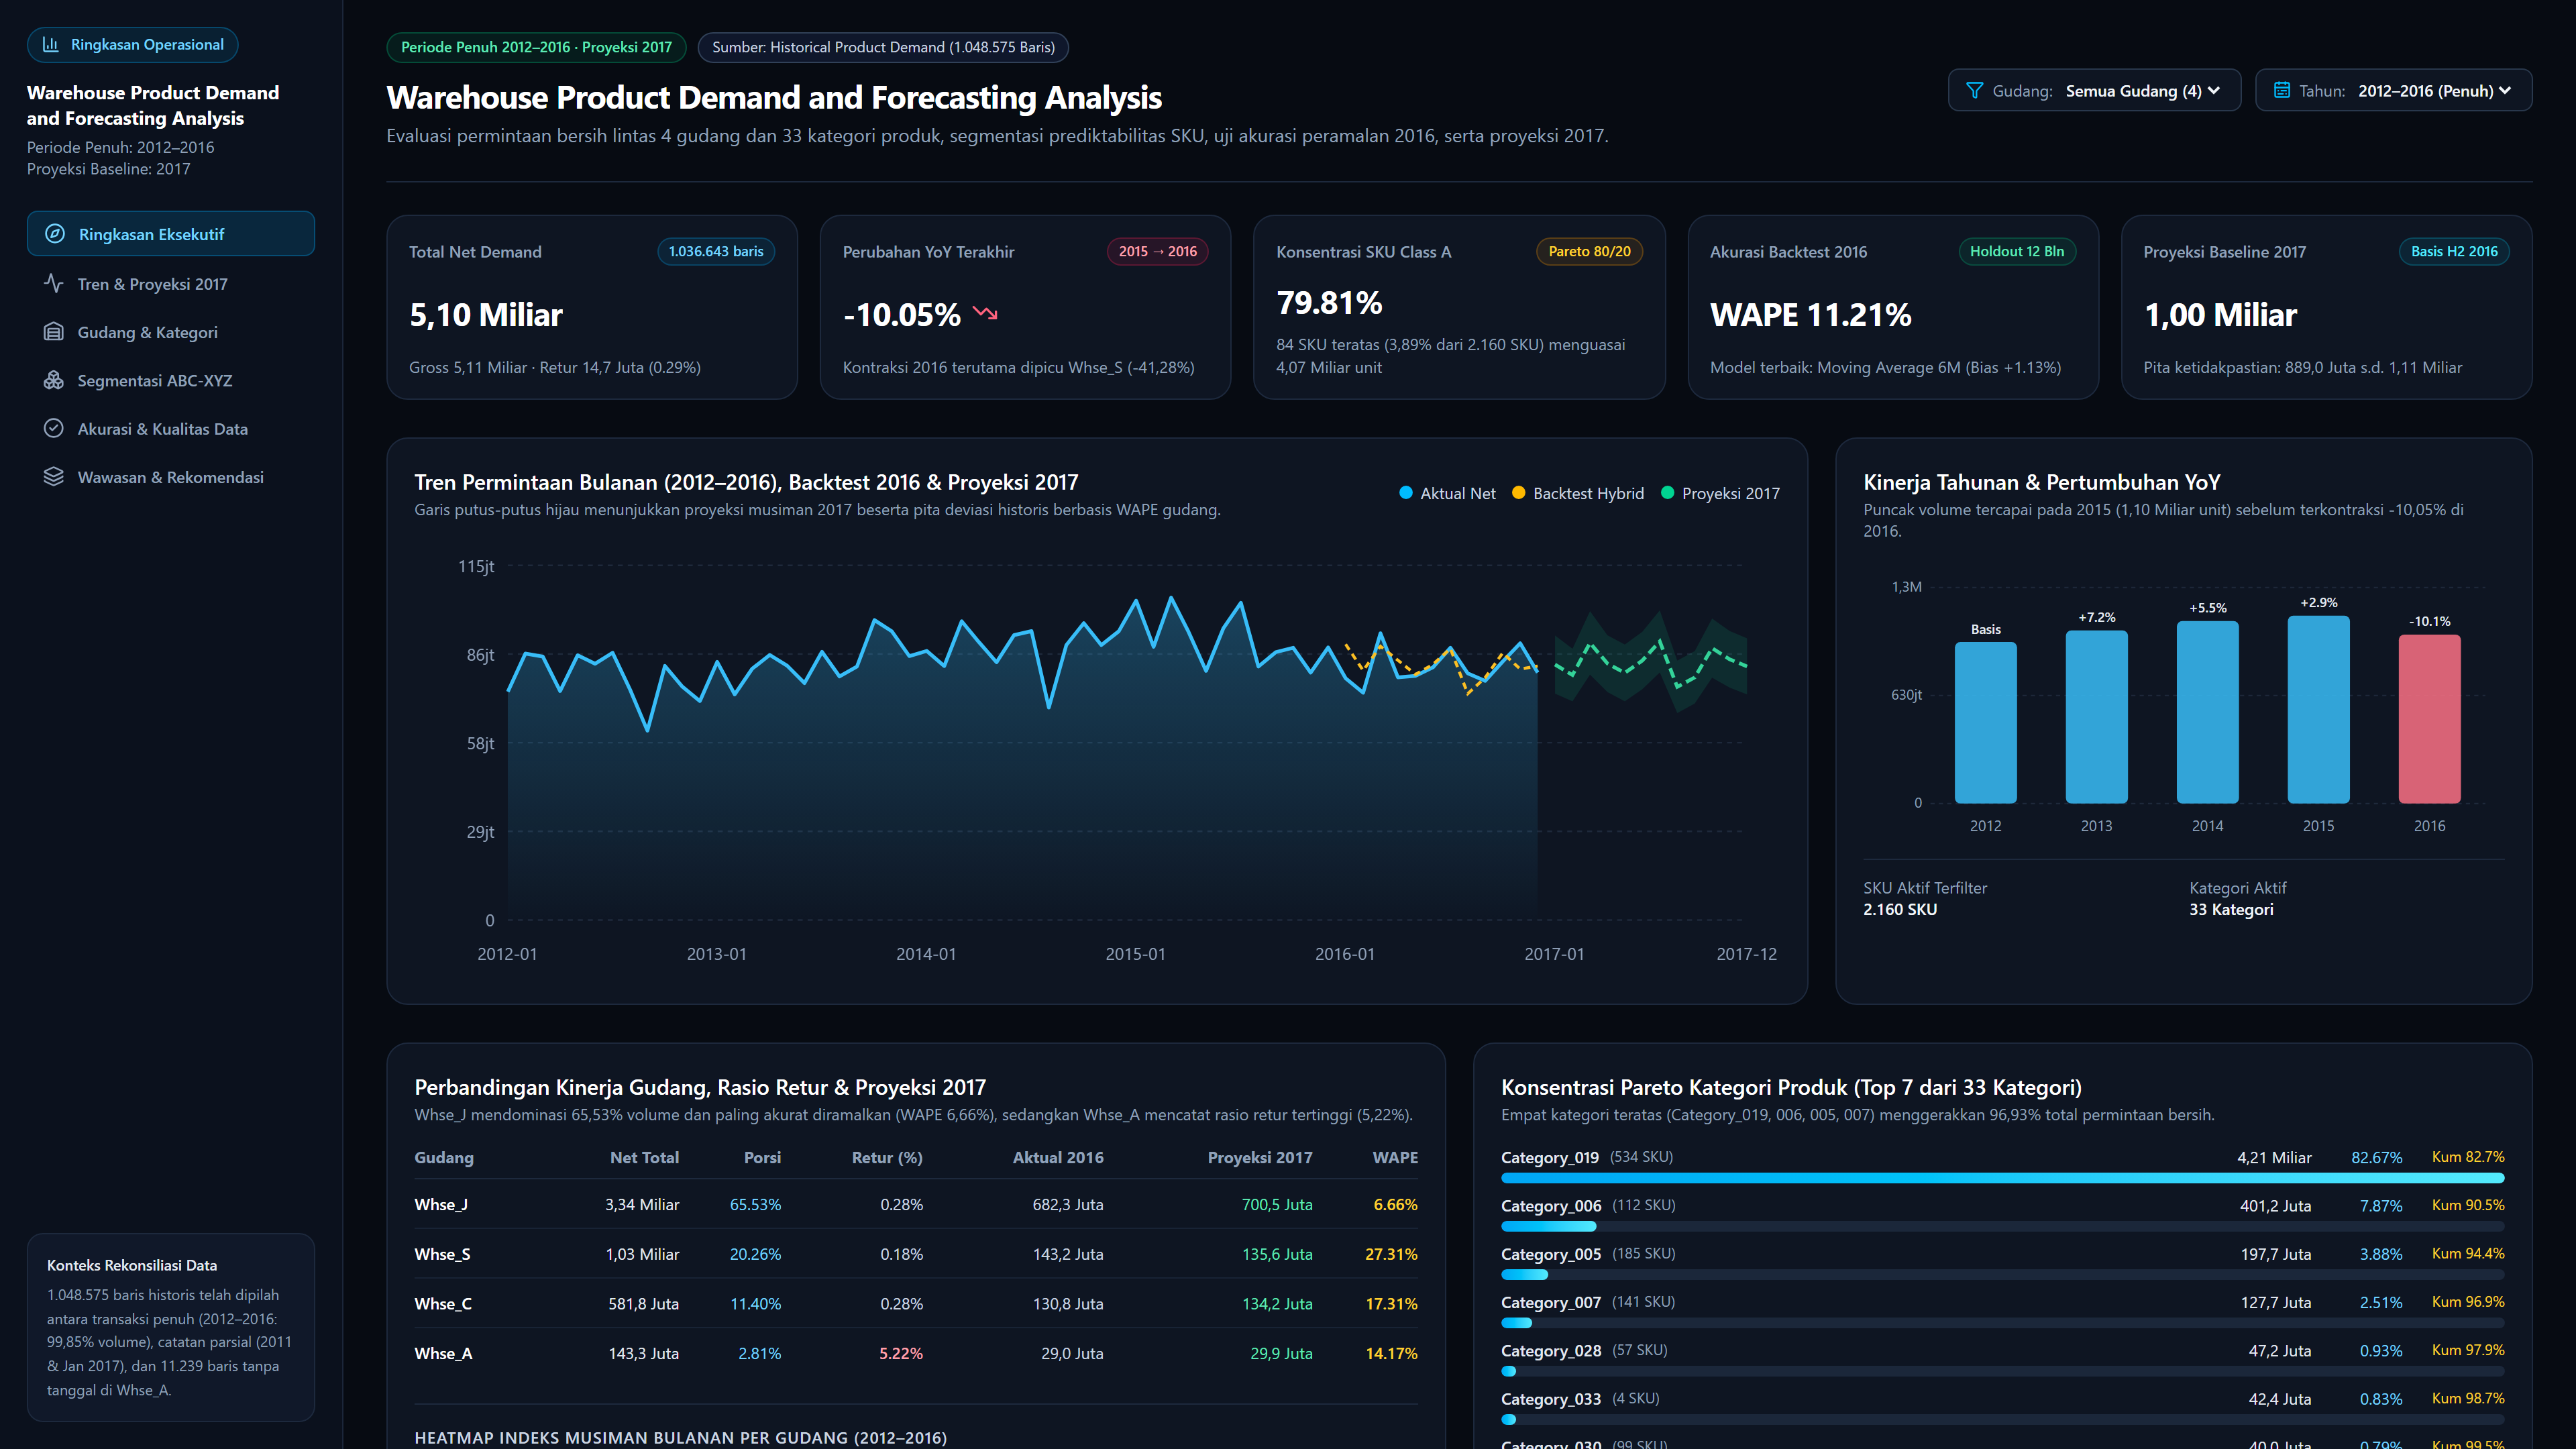 Ringkasan Operasional
Warehouse Product Demand
and Forecasting Analysis
Periode Penuh: 2012–2016
Proyeksi Baseline: 2017
Ringkasan Eksekutif
Tren & Proyeksi 2017
Gudang & Kategori
Segmentasi ABC-XYZ
Akurasi & Kualitas Data
Wawasan & Rekomendasi
Konteks Rekonsiliasi Data
1.048.575 baris historis telah dipilah
antara transaksi penuh (2012–2016:
99,85% volume), catatan parsial (2011
& Jan 2017), dan 11.239 baris tanpa
tanggal di Whse_A.
Periode Penuh 2012–2016 · Proyeksi 2017
Sumber: Historical Product Demand (1.048.575 Baris)
Warehouse Product Demand and Forecasting Analysis
Evaluasi permintaan bersih lintas 4 gudang dan 33 kategori produk, segmentasi prediktabilitas SKU, uji akurasi peramalan 2016, serta proyeksi 2017.
Gudang: Semua Gudang (4)
Tahun: 2012–2016 (Penuh)
Total Net Demand
1.036.643 baris
5,10 Miliar
Gross 5,11 Miliar · Retur 14,7 Juta (0.29%)
Perubahan YoY Terakhir
2015 → 2016
-10.05%
Kontraksi 2016 terutama dipicu Whse_S (-41,28%)
Konsentrasi SKU Class A
Pareto 80/20
79.81%
84 SKU teratas (3,89% dari 2.160 SKU) menguasai
4,07 Miliar unit
Akurasi Backtest 2016
Holdout 12 Bln
WAPE 11.21%
Model terbaik: Moving Average 6M (Bias +1.13%)
Proyeksi Baseline 2017
Basis H2 2016
1,00 Miliar
Pita ketidakpastian: 889,0 Juta s.d. 1,11 Miliar
Tren Permintaan Bulanan (2012–2016), Backtest 2016 & Proyeksi 2017
Garis putus-putus hijau menunjukkan proyeksi musiman 2017 beserta pita deviasi historis berbasis WAPE gudang.
Aktual Net
Backtest Hybrid
Proyeksi 2017
115jt
86jt
58jt
29jt
0
2012-01
2013-01
2014-01
2015-01
2016-01
2017-01
2017-12
Kinerja Tahunan & Pertumbuhan YoY
Puncak volume tercapai pada 2015 (1,10 Miliar unit) sebelum terkontraksi -10,05% di
2016.
1,3M
630jt
0
Basis
+7.2%
+5.5%
+2.9%
-10.1%
2012
2013
2014
2015
2016
SKU Aktif Terfilter
2.160 SKU
Kategori Aktif
33 Kategori
Perbandingan Kinerja Gudang, Rasio Retur & Proyeksi 2017
Whse_J mendominasi 65,53% volume dan paling akurat diramalkan (WAPE 6,66%), sedangkan Whse_A mencatat rasio retur tertinggi (5,22%).
Gudang Net Total Porsi Retur (%) Aktual 2016 Proyeksi 2017 WAPE
Whse_J 3,34 Miliar 65.53% 0.28% 682,3 Juta 700,5 Juta 6.66%
Whse_S 1,03 Miliar 20.26% 0.18% 143,2 Juta 135,6 Juta 27.31%
Whse_C 581,8 Juta 11.40% 0.28% 130,8 Juta 134,2 Juta 17.31%
Whse_A 143,3 Juta 2.81% 5.22% 29,0 Juta 29,9 Juta 14.17%
HEATMAP INDEKS MUSIMAN BULANAN PER GUDANG (2012–2016)
Konsentrasi Pareto Kategori Produk (Top 7 dari 33 Kategori)
Empat kategori teratas (Category_019, 006, 005, 007) menggerakkan 96,93% total permintaan bersih.
Category_019 (534 SKU) 4,21 Miliar 82.67% Kum 82.7%
Category_006 (112 SKU) 401,2 Juta 7.87% Kum 90.5%
Category_005 (185 SKU) 197,7 Juta 3.88% Kum 94.4%
Category_007 (141 SKU) 127,7 Juta 2.51% Kum 96.9%
Category_028 (57 SKU) 47,2 Juta 0.93% Kum 97.9%
Category_033 (4 SKU) 42,4 Juta 0.83% Kum 98.7%
Category_030 (99 SKU) 40,0 Juta 0.79% Kum 99.5%